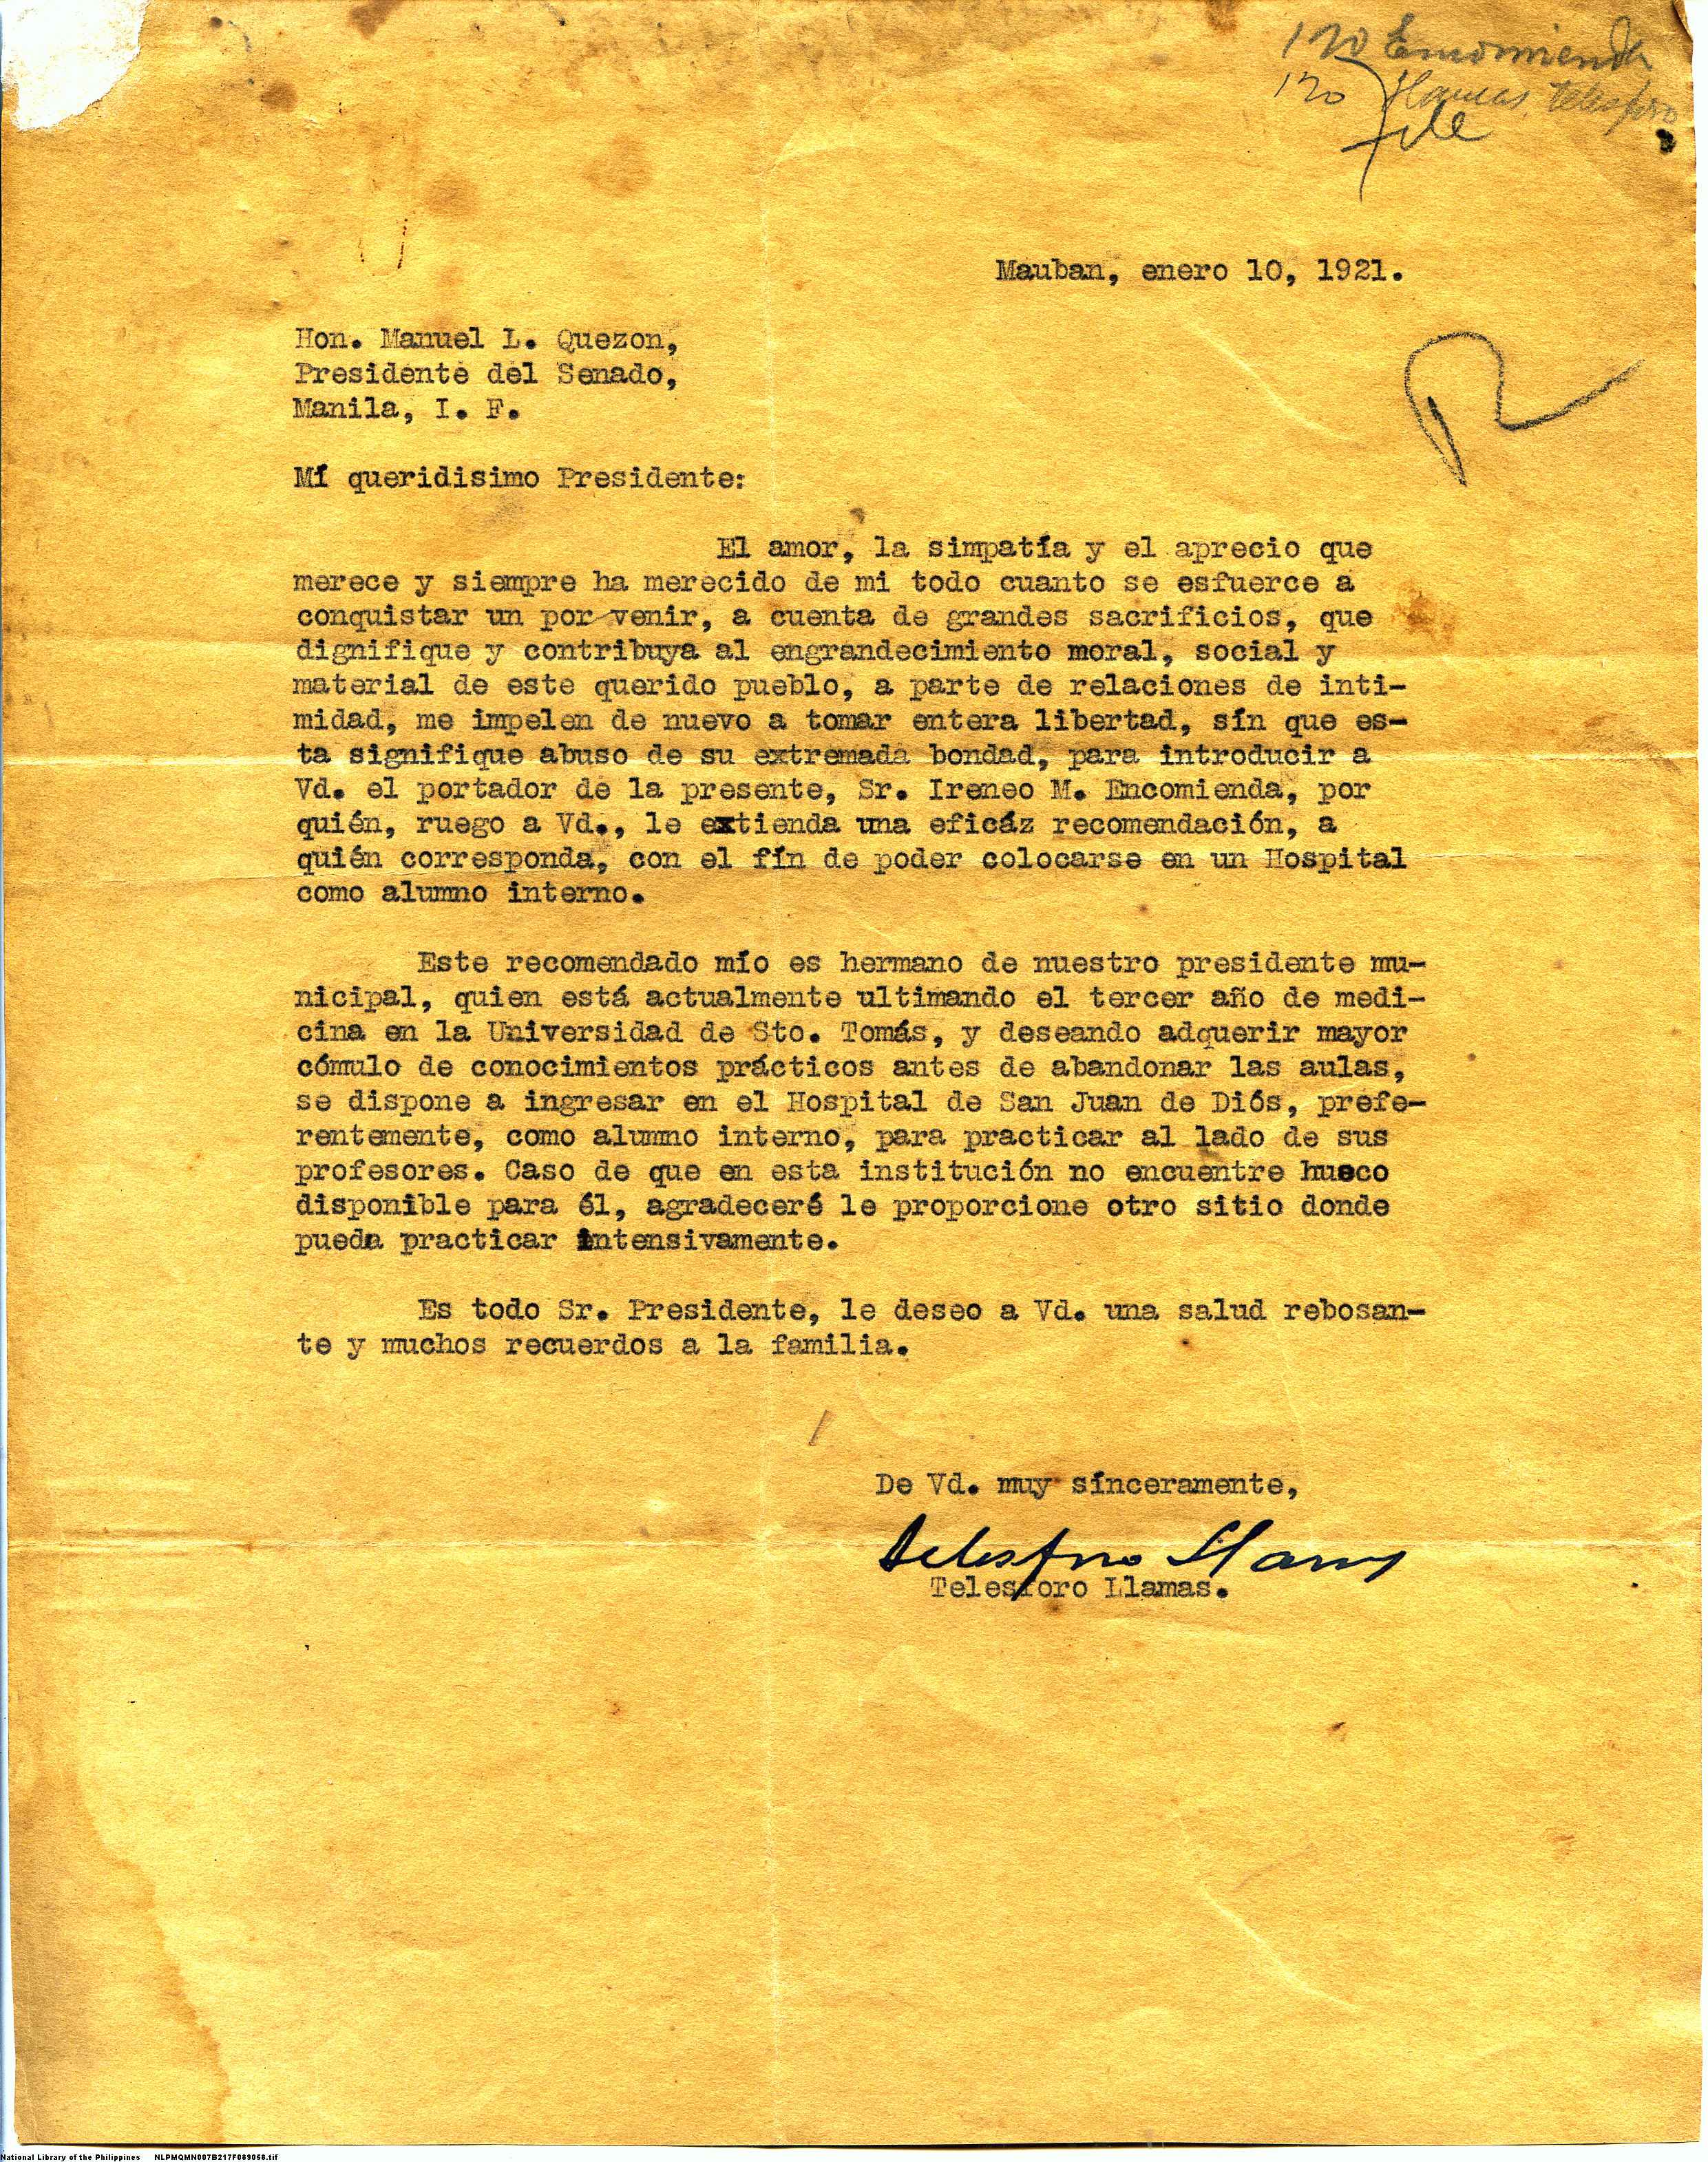 120 Encomienda
120 Llamas, Telesforo
File
Mauban, enero 10, 1921.
Hon. Manuel L. Quezon,
Presidente del Senado,
Manila, I. F.
Mí queridisimo Presidente:
El amor, la simpatía y el aprecio que
merece y siempre ha merecido de mi todo cuanto se esfuerce a
conquistar un por venir, a cuenta de grandes sacrificios, que
dignifique y contribuya al engrandecimiento moral, social y
material de este querido pueblo, a parte de relaciones de inti-
midad, me impelen de nuevo a tomar entera libertad, sín que es-
ta signifique abuso de su extremada bondad, para introducir a
Vd. el portador de la presente, Sr. Ireneo M. Encomienda, por
quién, ruego a Vd., le extienda una eficáz recomendación, a
quién corresponda, con el fín de poder colocarse en un Hospital
como alumno interno.
Este recomendado mío es hermano de nuestro presidente mu-
nicipal, quien está actualmente ultimando el tercer año de medi-
cina en la Universidad de Sto. Tomás, y deseando adquerir mayor
cómulo de conocimientos prácticos antes de abandonar las aulas,
se dispone a ingresar en el Hospital de San Juan de Diós, prefe-
rentemente, como alumno interno, para practicar al lado de sus
profesores. Caso de que en esta institución no encuentre hueco
disponible para él, agradeceré le proporcione otro sitio donde
pueda practicar intensivamente.
Es todo Sr. Presidente, le deseo a Vd. una salud rebosan-
te y muchos recuerdos a la familia.
De Vd. muy sínceramente,
Telesforo Llamas
Telesforo Llamas.
National Library of the Philippines NLPMQMN007B217F089058.tif